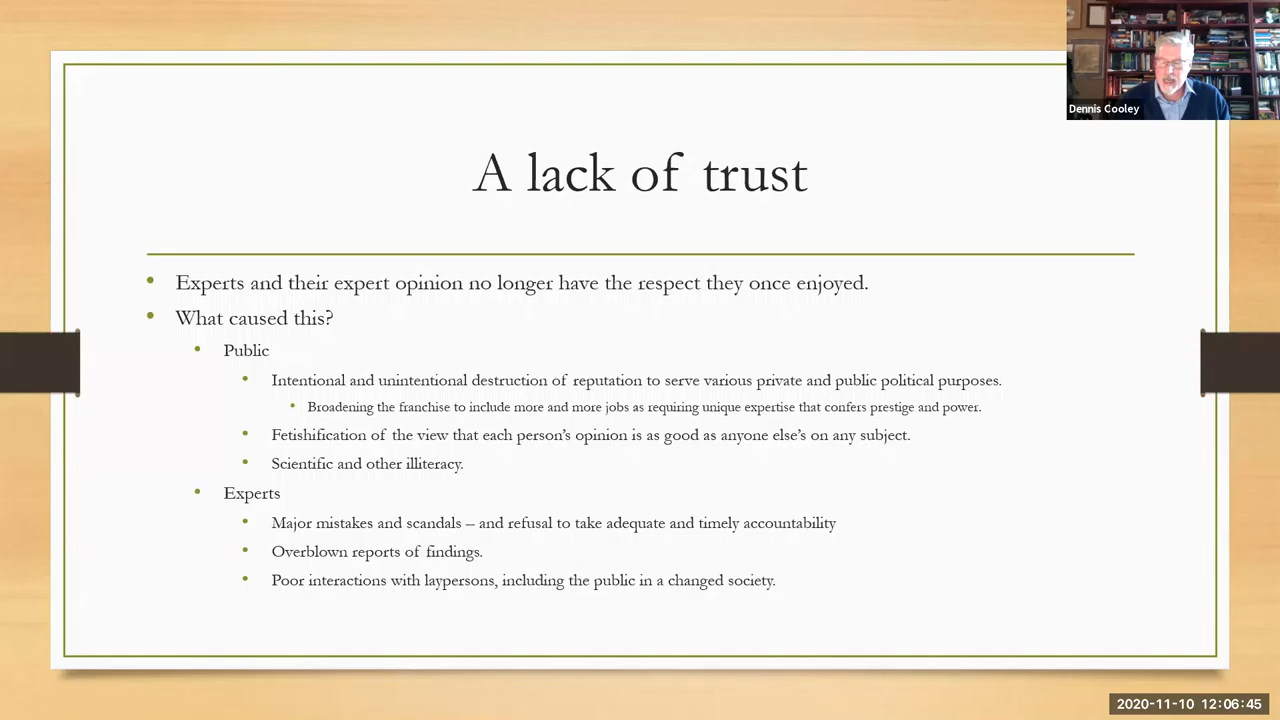 Dennis Cooley
A lack of trust
Experts and their expert opinion no longer have the respect they once enjoyed.
What caused this?
Public
Intentional and unintentional destruction of reputation to serve various private and public political purposes.
Broadening the franchise to include more and more jobs as requiring unique expertise that confers prestige and power.
Fetishification of the view that each person’s opinion is as good as anyone else’s on any subject.
Scientific and other illiteracy.
Experts
Major mistakes and scandals – and refusal to take adequate and timely accountability
Overblown reports of findings.
Poor interactions with laypersons, including the public in a changed society.
2020-11-10 12:06:45